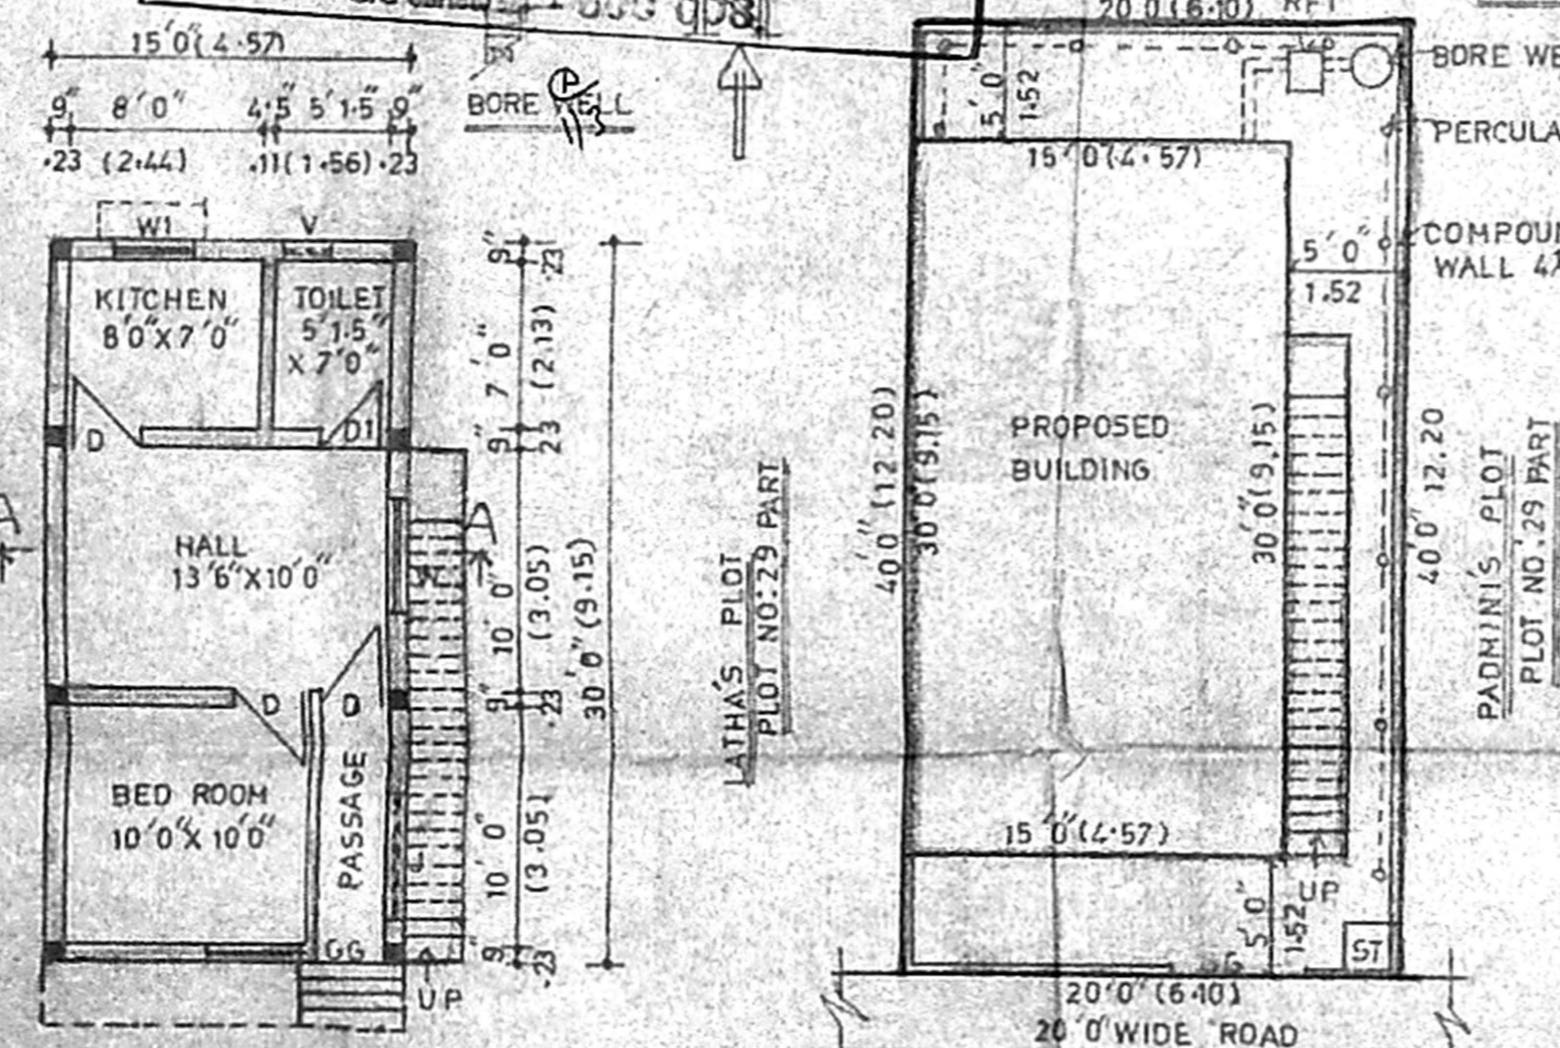 15'0"(4.57)
9" 8'0" 4.5" 5'1.5" 9"
.23 (2.44) .11(1.56).23
BORE WELL
W1 V
KITCHEN
8'0"X7'0"
TOILET
5'1.5"
X 7'0"
D D1
HALL
13'6"X10'0"
A
A
D D
BED ROOM
10'0"X10'0"
PASSAGE
GG
UP
9" .23
7'0" (2.13)
9" .23
10'0" (3.05)
9" .23
10'0" (3.05)
9" .23
30'0"(9.15)
LATHA'S PLOT
PLOT NO:29 PART
20'0"(6.10)
5'0"
1.52
15'0"(4.57)
BORE
COMPOUN
WALL
5'0"
1.52
PROPOSED
BUILDING
40'0"(12.20)
30'0"(9.15)
30'0"(9.15)
40'0" 12.20
PADMINI'S PLOT
PLOT NO:29 PART
15'0"(4.57)
5'0"
1.52
UP
ST
20'0"(6.10)
20'0"WIDE ROAD